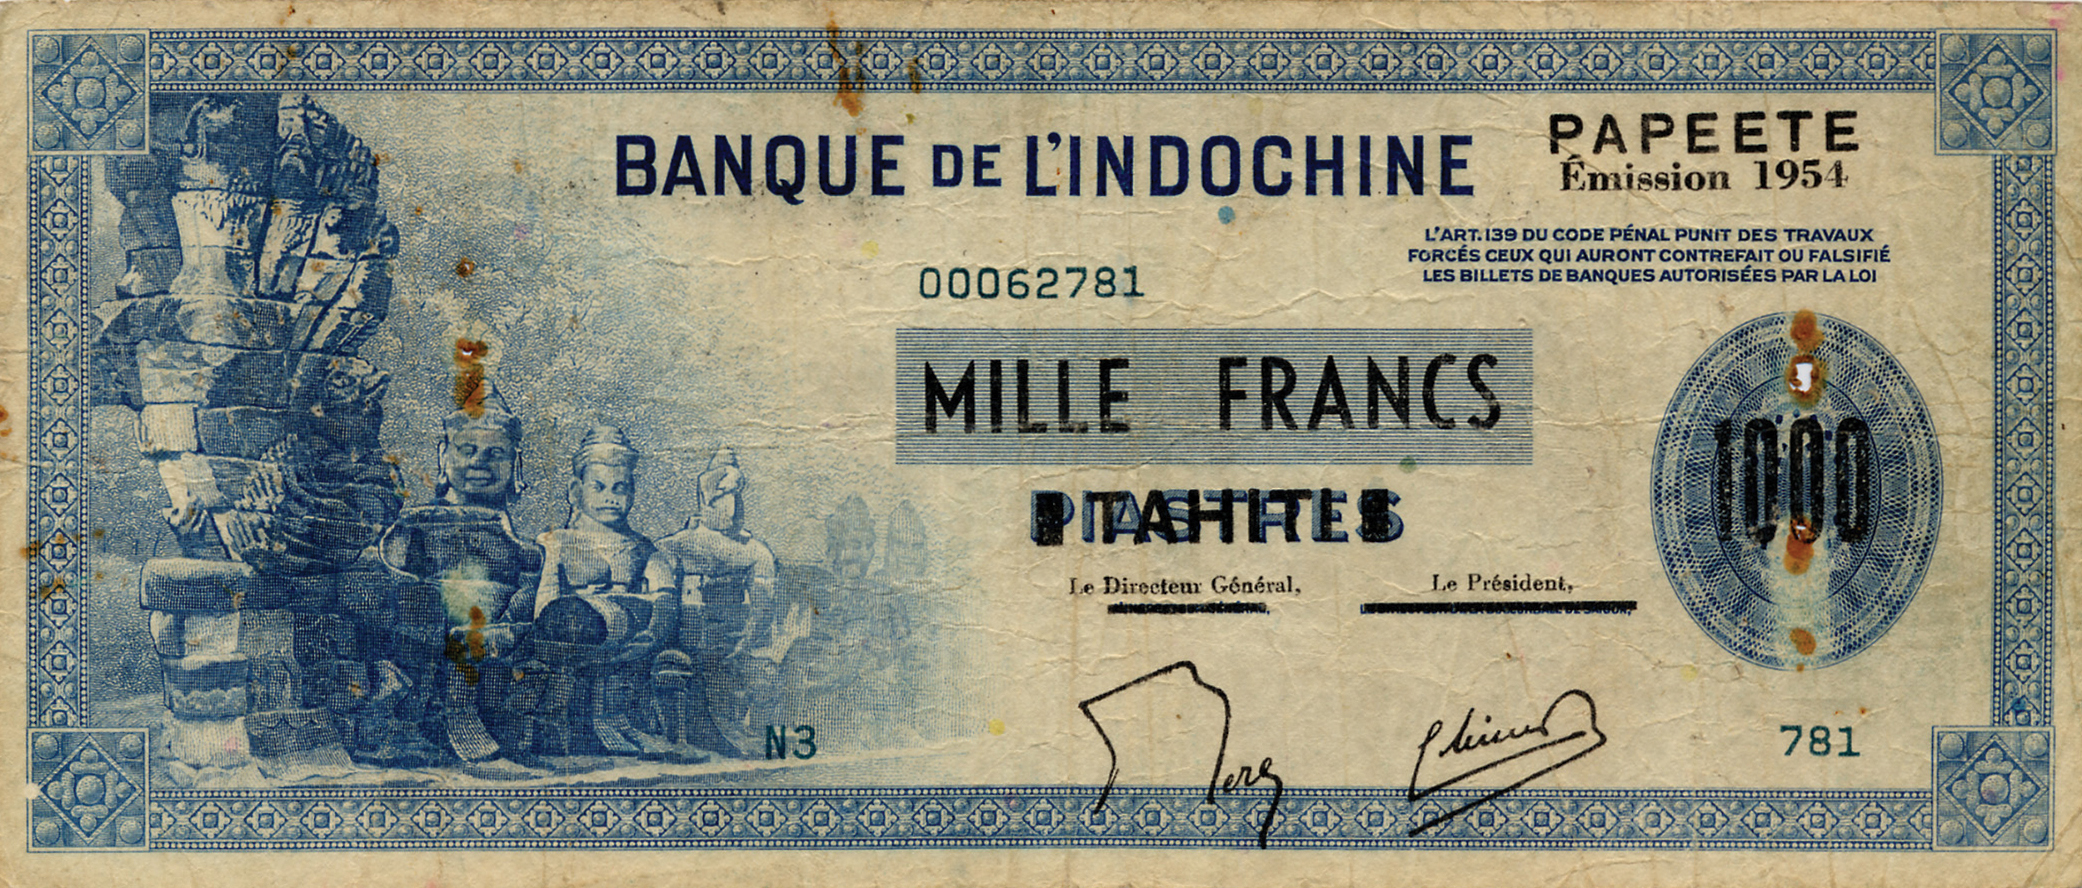 BANQUE DE L'INDOCHINE
PAPEETE
Émission 1954
L'ART. 139 DU CODE PÉNAL PUNIT DES TRAVAUX
FORCÉS CEUX QUI AURONT CONTREFAIT OU FALSIFIÉ
LES BILLETS DE BANQUES AUTORISÉES PAR LA LOI
00062781
MILLE FRANCS
1000
PIASTRES
TAHITI
Le Directeur Général,
Le Président,
N3
781